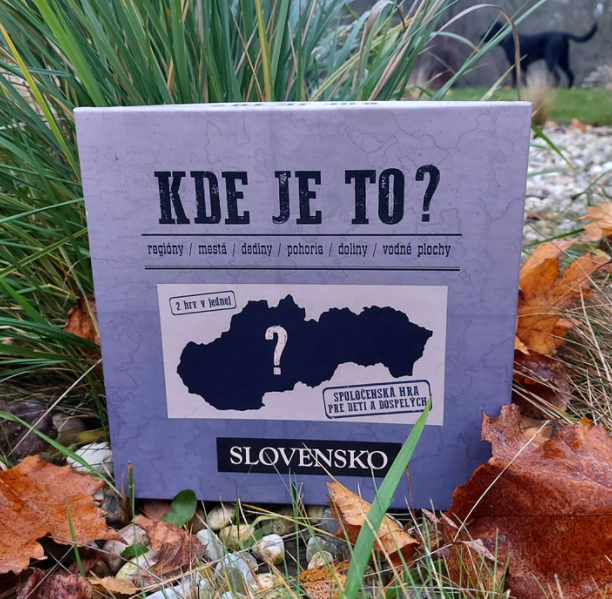 KDE JE TO?
regióny / mestá / dediny / pohoria / doliny / vodné plochy
2 hry v jednej
?
SPOLOČENSKÁ HRA
PRE DETI A DOSPELÝCH
SLOVENSKO